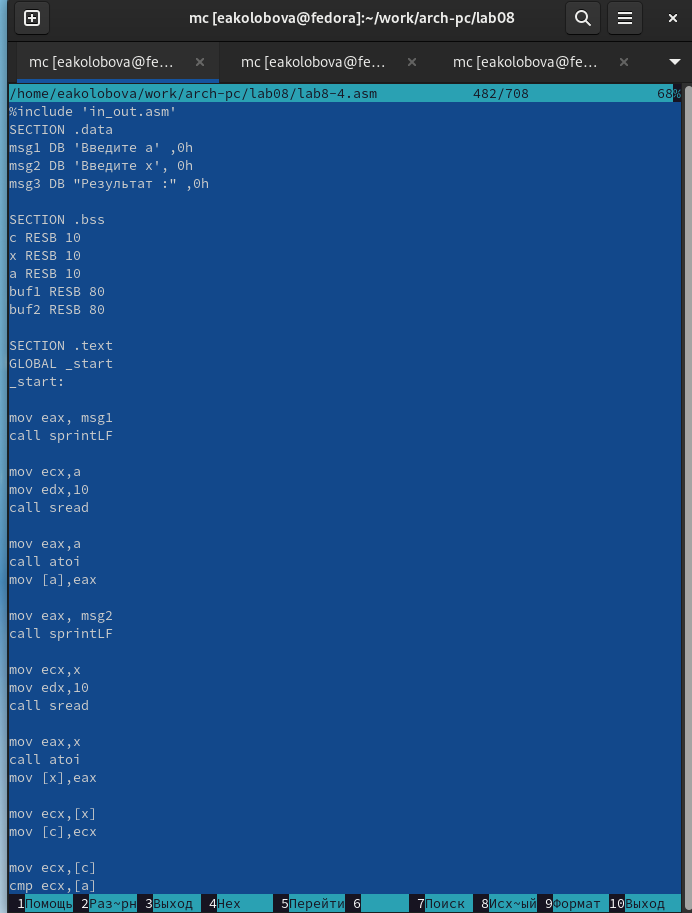 mc [eakolobova@fedora]:~/work/arch-pc/lab08
mc [eakolobova@fe... × mc [eakolobova@fe... × mc [eakolobova@fe... ×
/home/eakolobova/work/arch-pc/lab08/lab8-4.asm 482/708 68%
%include 'in_out.asm'
SECTION .data
msg1 DB 'Введите a' ,0h
msg2 DB 'Введите x', 0h
msg3 DB "Результат :" ,0h
SECTION .bss
c RESB 10
x RESB 10
a RESB 10
buf1 RESB 80
buf2 RESB 80
SECTION .text
GLOBAL _start
_start:
mov eax, msg1
call sprintLF
mov ecx,a
mov edx,10
call sread
mov eax,a
call atoi
mov [a],eax
mov eax, msg2
call sprintLF
mov ecx,x
mov edx,10
call sread
mov eax,x
call atoi
mov [x],eax
mov ecx,[x]
mov [c],ecx
mov ecx,[c]
cmp ecx,[a]
1Помощь 2Раз~рн 3Выход 4Hex 5Перейти 6 7Поиск 8Исх~ый 9Формат 10Выход